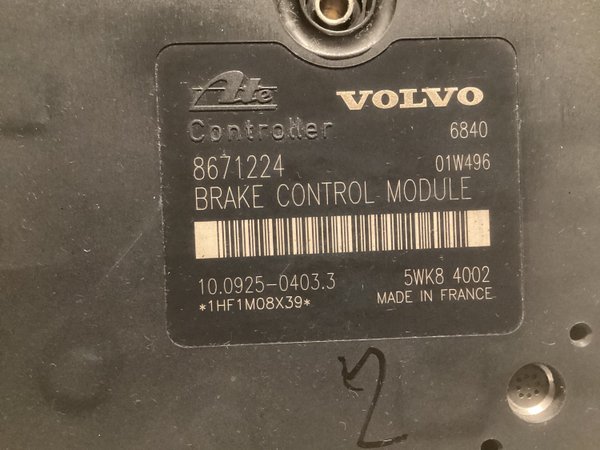 Ate VOLVO
Controller 6840
8671224 01W496
BRAKE CONTROL MODULE
10.0925-0403.3 5WK8 4002
*1HF1M08X39* MADE IN FRANCE
2